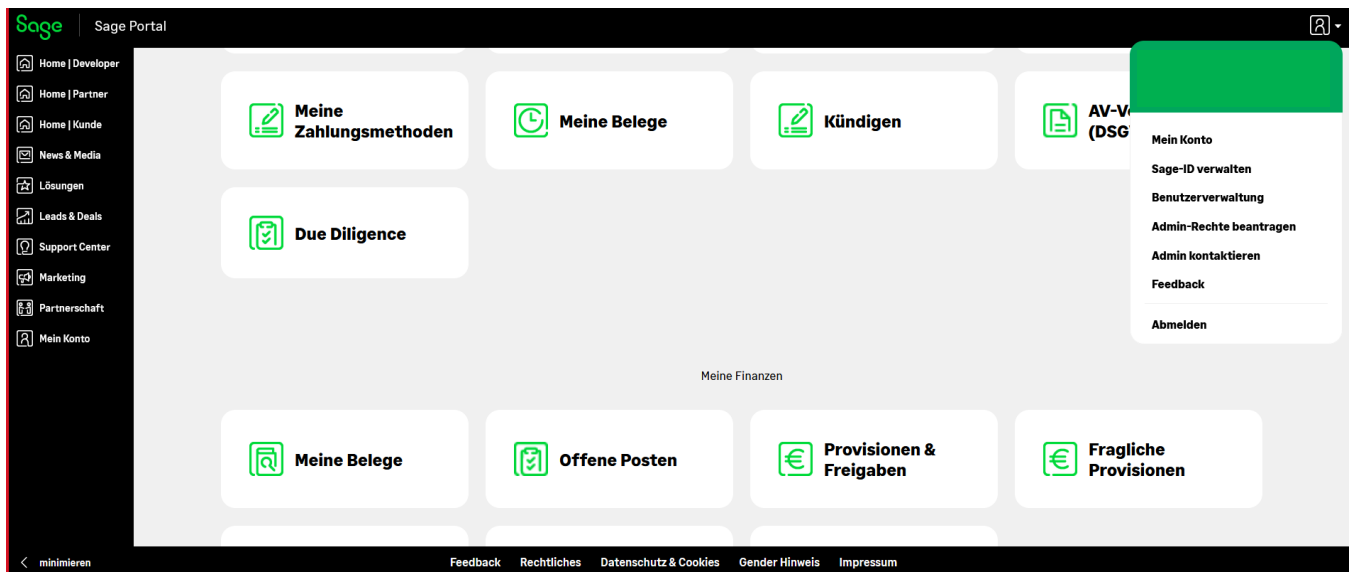 Sage
Sage Portal
Home | Developer
Home | Partner
Home | Kunde
News & Media
Lösungen
Leads & Deals
Support Center
Marketing
Partnerschaft
Mein Konto
minimieren
Meine
Zahlungsmethoden
Meine Belege
Kündigen
Due Diligence
Meine Finanzen
Meine Belege
Offene Posten
Provisionen &
Freigaben
Fragliche
Provisionen
Mein Konto
Sage-ID verwalten
Benutzerverwaltung
Admin-Rechte beantragen
Admin kontaktieren
Feedback
Abmelden
Feedback Rechtliches Datenschutz & Cookies Gender Hinweis Impressum